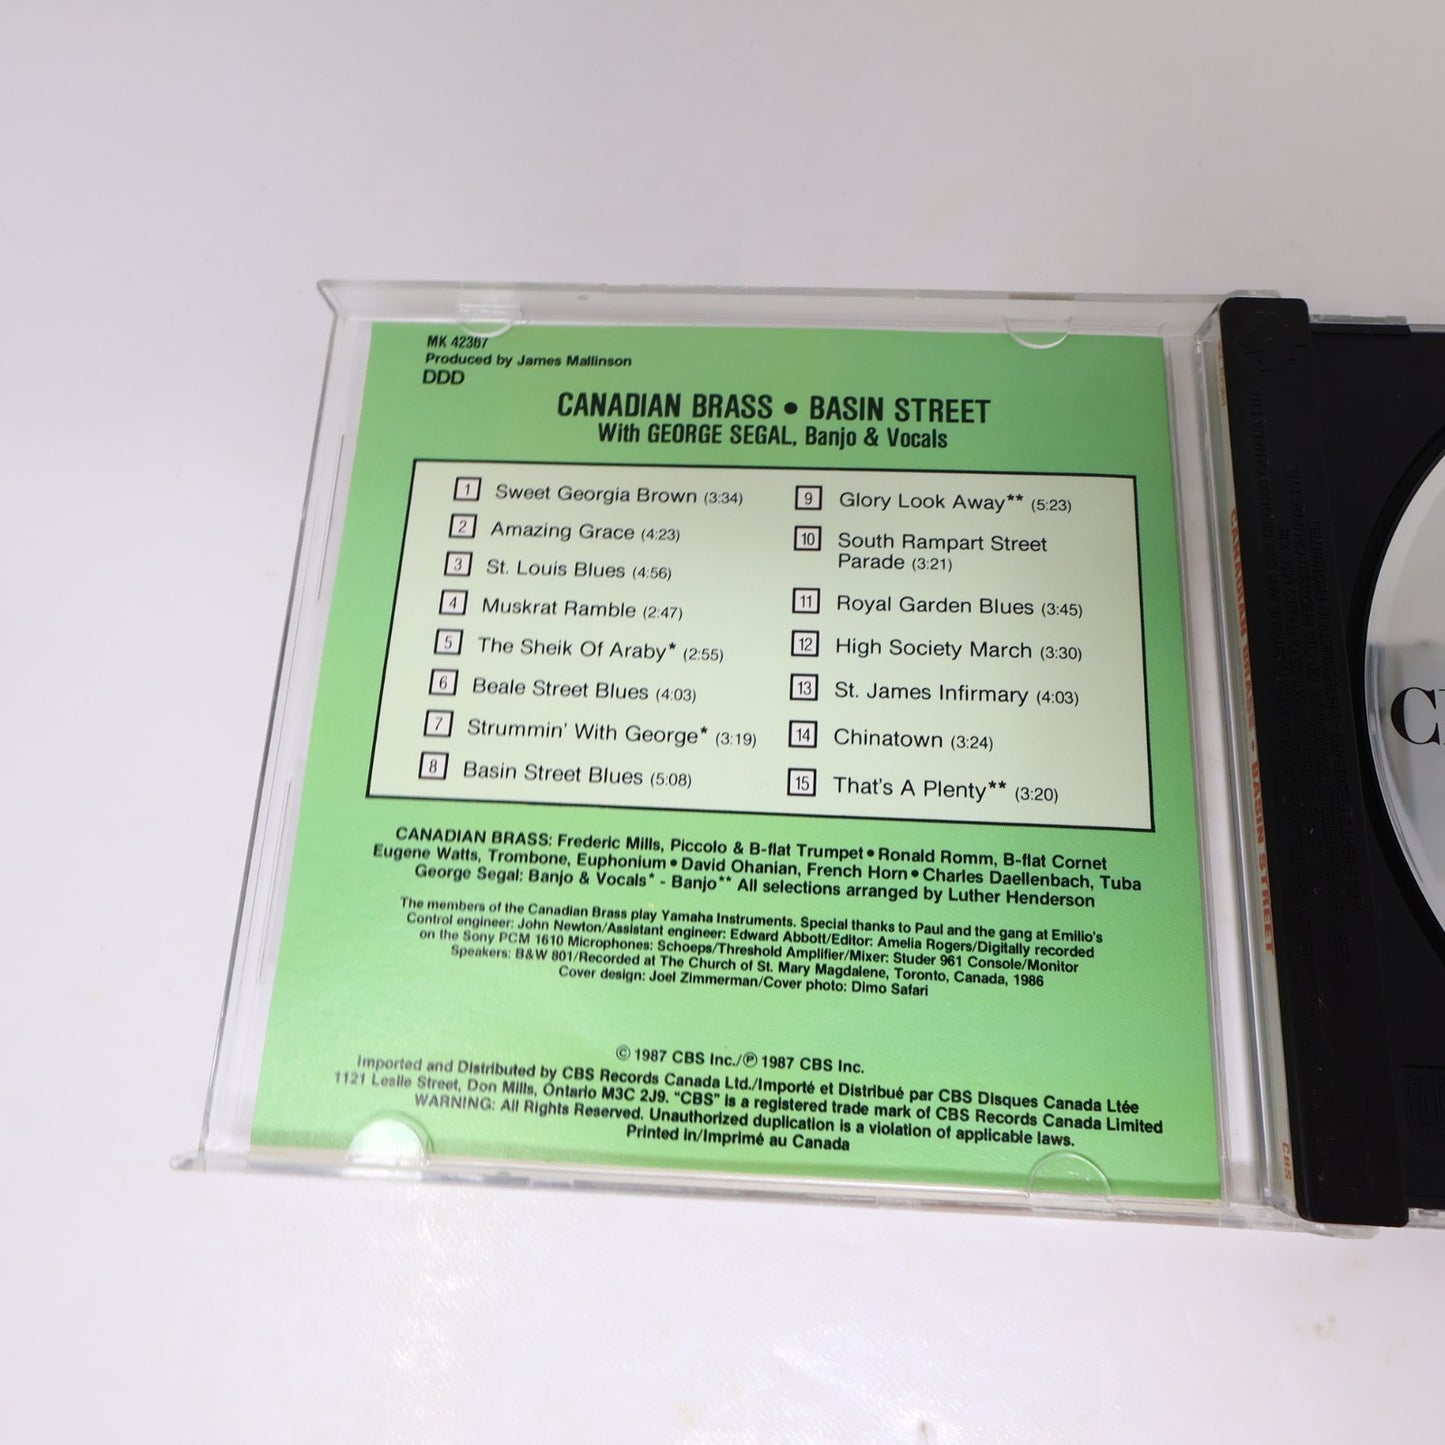 MK 42367
Produced by James Mallinson
DDD
CANADIAN BRASS • BASIN STREET
With GEORGE SEGAL, Banjo & Vocals
1 Sweet Georgia Brown (3:34)
2 Amazing Grace (4:23)
3 St. Louis Blues (4:56)
4 Muskrat Ramble (2:47)
5 The Sheik Of Araby* (2:55)
6 Beale Street Blues (4:03)
7 Strummin' With George* (3:19)
8 Basin Street Blues (5:08)
9 Glory Look Away** (5:23)
10 South Rampart Street
Parade (3:21)
11 Royal Garden Blues (3:45)
12 High Society March (3:30)
13 St. James Infirmary (4:03)
14 Chinatown (3:24)
15 That's A Plenty** (3:20)
CANADIAN BRASS: Frederic Mills, Piccolo & B-flat Trumpet • Ronald Romm, B-flat Cornet
Eugene Watts, Trombone, Euphonium • David Ohanian, French Horn • Charles Daellenbach, Tuba
George Segal: Banjo & Vocals* - Banjo** All selections arranged by Luther Henderson
The members of the Canadian Brass play Yamaha Instruments. Special thanks to Paul and the gang at Emilio's
Control engineer: John Newton/Assistant engineer: Edward Abbott/Editor: Amelia Rogers/Digitally recorded
on the Sony PCM 1610 Microphones: Schoeps/Threshold Amplifier/Mixer: Studer 961 Console/Monitor
Speakers: B&W 801/Recorded at The Church of St. Mary Magdalene, Toronto, Canada, 1986
Cover design: Joel Zimmerman/Cover photo: Dimo Safari
© 1987 CBS Inc./℗ 1987 CBS Inc.
Imported and Distributed by CBS Records Canada Ltd./Importé et Distribué par CBS Disques Canada Ltée
1121 Leslie Street, Don Mills, Ontario M3C 2J9. "CBS" is a registered trade mark of CBS Records Canada Limited
WARNING: All Rights Reserved. Unauthorized duplication is a violation of applicable laws.
Printed in/Imprimé au Canada
CANADIAN BRASS • BASIN STREET
CBS